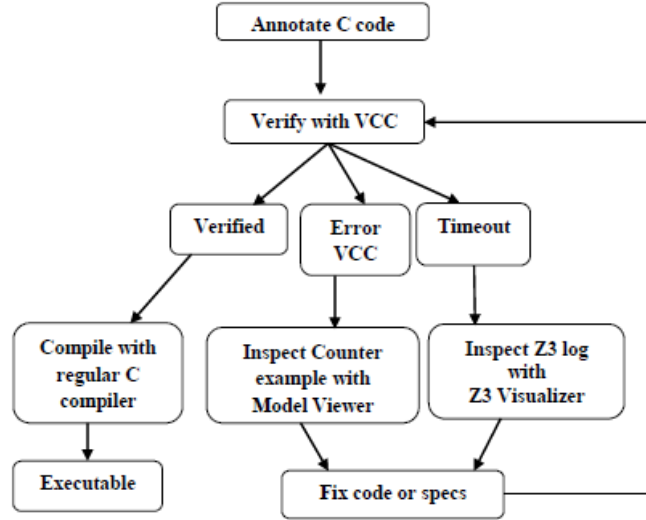 Annotate C code
Verify with VCC
Verified
Error
VCC
Timeout
Compile with
regular C
compiler
Inspect Counter
example with
Model Viewer
Inspect Z3 log
with
Z3 Visualizer
Executable
Fix code or specs